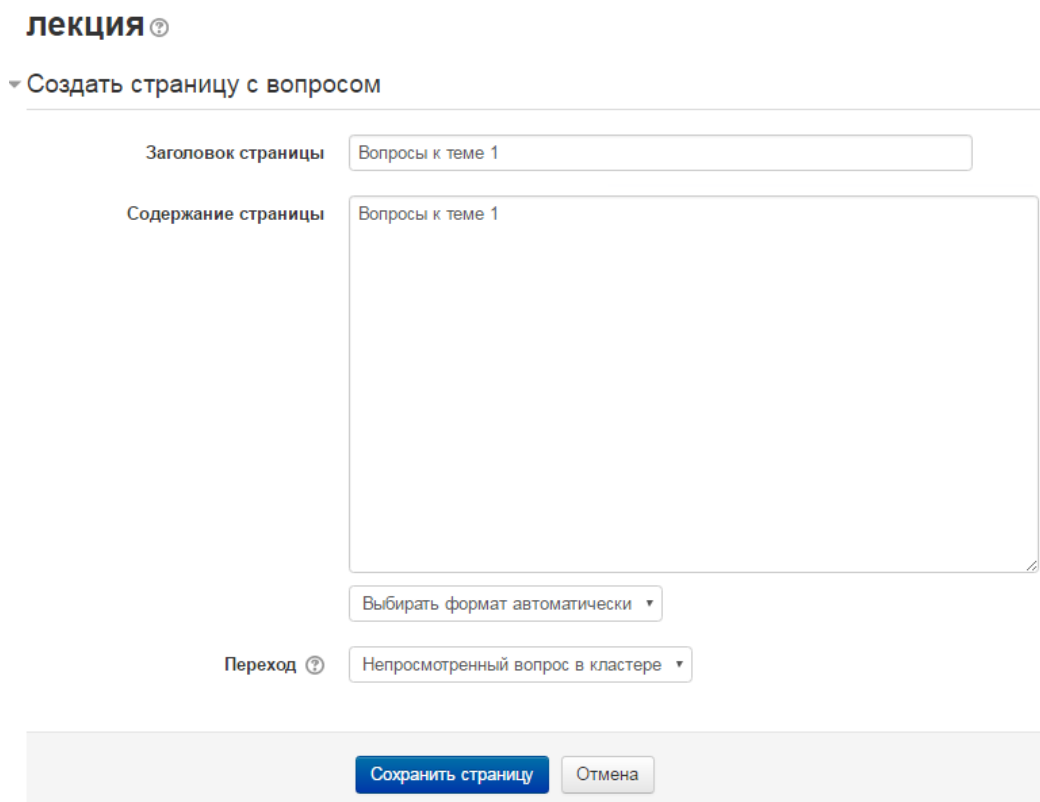 лекция
Создать страницу с вопросом
Заголовок страницы Вопросы к теме 1
Содержание страницы Вопросы к теме 1
Выбирать формат автоматически
Переход Непросмотренный вопрос в кластере
Сохранить страницу Отмена